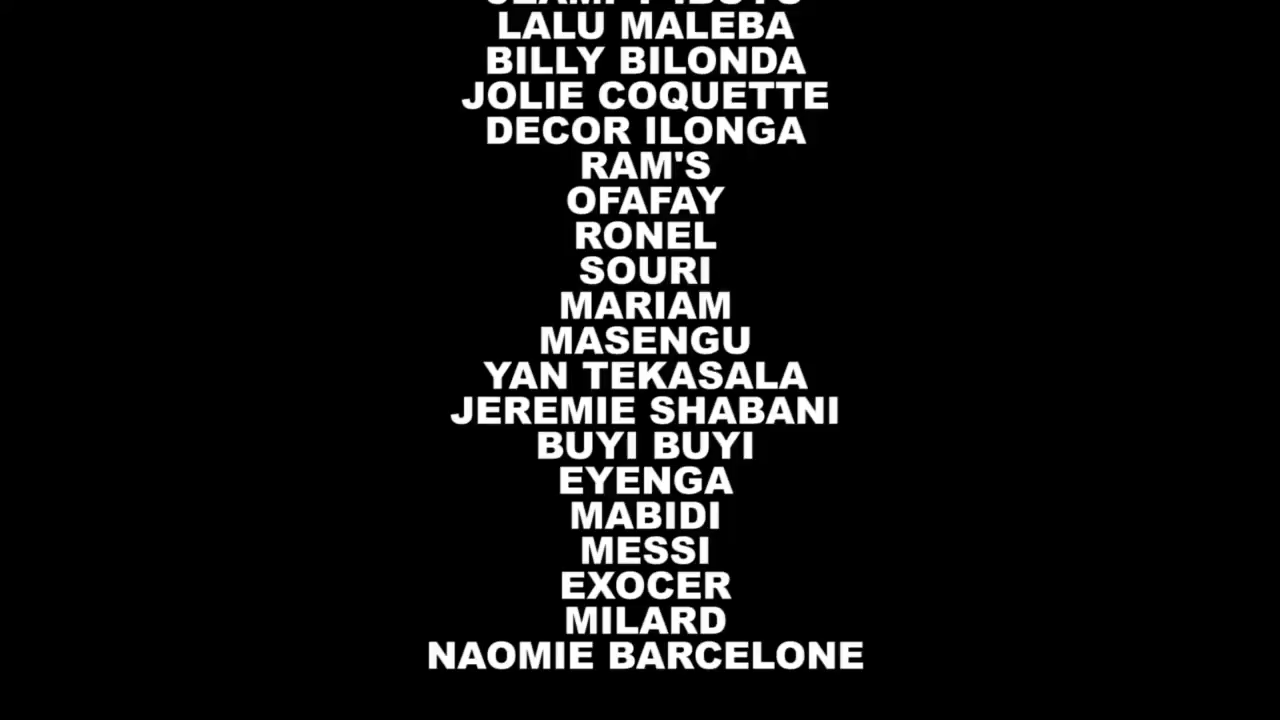 LALU MALEBA
BILLY BILONDA
JOLIE COQUETTE
DECOR ILONGA
RAM'S
OFAFAY
RONEL
SOURI
MARIAM
MASENGU
YAN TEKASALA
JEREMIE SHABANI
BUYI BUYI
EYENGA
MABIDI
MESSI
EXOCER
MILARD
NAOMIE BARCELONE